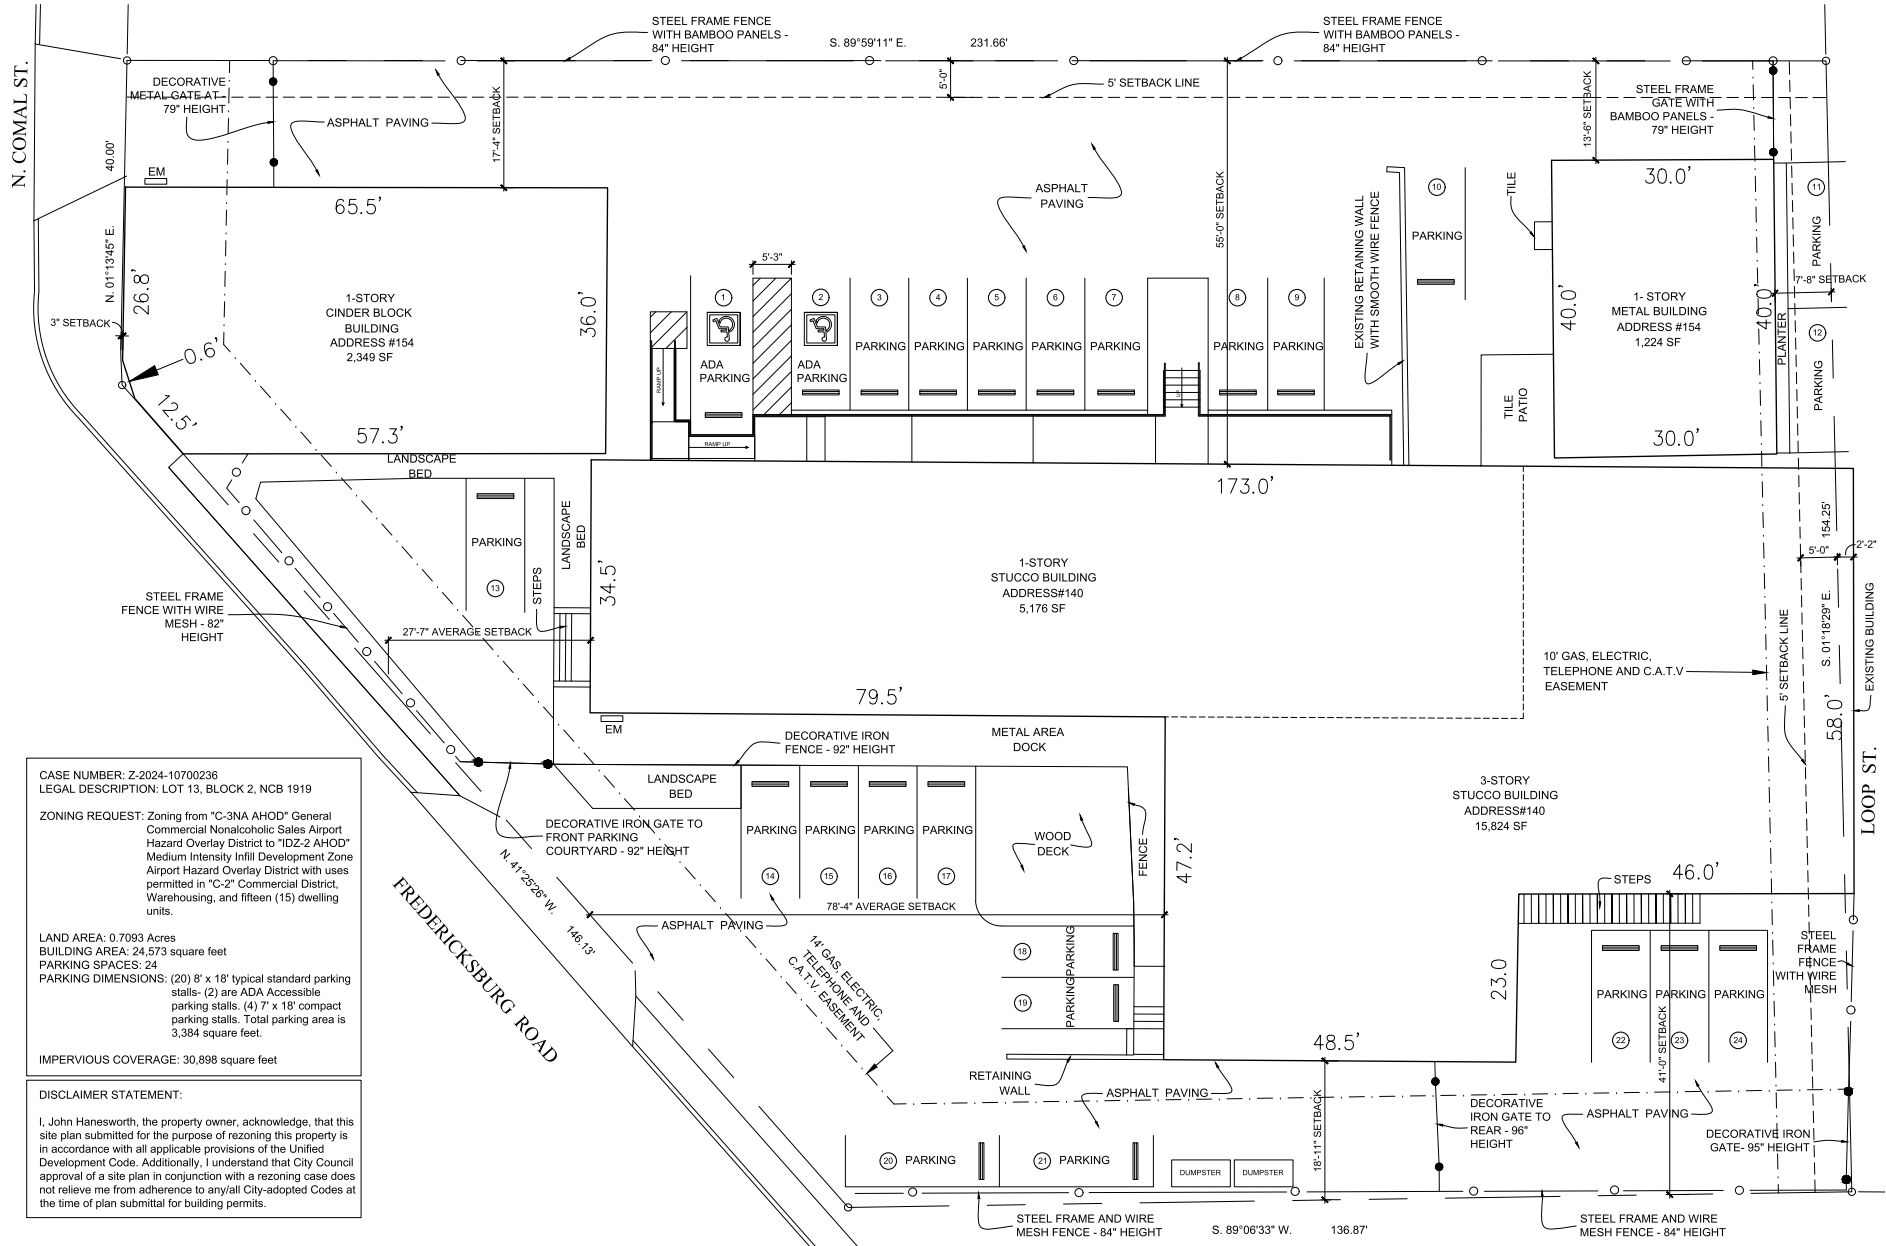 STEEL FRAME FENCE
WITH BAMBOO PANELS -
84" HEIGHT
S. 89°59'11" E.
231.66'
STEEL FRAME FENCE
WITH BAMBOO PANELS -
84" HEIGHT
N. COMAL ST.
DECORATIVE
METAL GATE AT -
79" HEIGHT
ASPHALT PAVING
17'-4" SETBACK
5'-0"
5' SETBACK LINE
13'-6" SETBACK
STEEL FRAME
GATE WITH
BAMBOO PANELS -
79" HEIGHT
40.00'
EM
65.5'
ASPHALT
PAVING
55'-0" SETBACK
EXISTING RETAINING WALL
WITH SMOOTH WIRE FENCE
10
PARKING
TILE
30.0'
11
PARKING
7'-8" SETBACK
N. 01°13'45" E.
26.8'
3" SETBACK
0.6'
12.5'
1-STORY
CINDER BLOCK
BUILDING
ADDRESS #154
2,349 SF
36.0'
57.3'
LANDSCAPE
BED
5'-3"
1
2
3
4
5
6
7
8
9
ADA
PARKING
ADA
PARKING
PARKING
PARKING
PARKING
PARKING
PARKING
PARKING
PARKING
RAMP UP
RAMP UP
UP
40.0'
1- STORY
METAL BUILDING
ADDRESS #154
1,224 SF
40.0'
PLANTER
12
PARKING
TILE
PATIO
30.0'
173.0'
PARKING
13
LANDSCAPE
BED
STEPS
34.5'
27'-7" AVERAGE SETBACK
STEEL FRAME
FENCE WITH WIRE
MESH - 82"
HEIGHT
1-STORY
STUCCO BUILDING
ADDRESS#140
5,176 SF
154.25'
5'-0"
2'-2"
S. 01°18'29" E.
EXISTING BUILDING
5' SETBACK LINE
10' GAS, ELECTRIC,
TELEPHONE AND C.A.T.V
EASEMENT
58.0'
LOOP ST.
79.5'
EM
DECORATIVE IRON
FENCE - 92" HEIGHT
METAL AREA
DOCK
LANDSCAPE
BED
DECORATIVE IRON GATE TO
FRONT PARKING
COURTYARD - 92" HEIGHT
PARKING
PARKING
PARKING
PARKING
14
15
16
17
WOOD
DECK
FENCE
47.2'
3-STORY
STUCCO BUILDING
ADDRESS#140
15,824 SF
STEPS
46.0'
78'-4" AVERAGE SETBACK
N. 41°25'26" W.
146.13'
FREDERICKSBURG ROAD
ASPHALT PAVING
14' GAS, ELECTRIC,
TELEPHONE AND
C.A.T.V. EASEMENT
18
PARKING
19
PARKING
23.0
STEEL
FRAME
FENCE
WITH WIRE
MESH
PARKING
PARKING
PARKING
22
23
24
41'-0" SETBACK
48.5'
RETAINING
WALL
ASPHALT PAVING
18'-11" SETBACK
DECORATIVE
IRON GATE TO
REAR - 96"
HEIGHT
ASPHALT PAVING
DECORATIVE IRON
GATE- 95" HEIGHT
20
PARKING
21
PARKING
DUMPSTER
DUMPSTER
STEEL FRAME AND WIRE
MESH FENCE - 84" HEIGHT
S. 89°06'33" W.
136.87'
STEEL FRAME AND WIRE
MESH FENCE - 84" HEIGHT
CASE NUMBER: Z-2024-10700236
LEGAL DESCRIPTION: LOT 13, BLOCK 2, NCB 1919
ZONING REQUEST: Zoning from "C-3NA AHOD" General
Commercial Nonalcoholic Sales Airport
Hazard Overlay District to "IDZ-2 AHOD"
Medium Intensity Infill Development Zone
Airport Hazard Overlay District with uses
permitted in "C-2" Commercial District,
Warehousing, and fifteen (15) dwelling
units.
LAND AREA: 0.7093 Acres
BUILDING AREA: 24,573 square feet
PARKING SPACES: 24
PARKING DIMENSIONS: (20) 8' x 18' typical standard parking
stalls- (2) are ADA Accessible
parking stalls. (4) 7' x 18' compact
parking stalls. Total parking area is
3,384 square feet.
IMPERVIOUS COVERAGE: 30,898 square feet
DISCLAIMER STATEMENT:
I, John Hanesworth, the property owner, acknowledge, that this
site plan submitted for the purpose of rezoning this property is
in accordance with all applicable provisions of the Unified
Development Code. Additionally, I understand that City Council
approval of a site plan in conjunction with a rezoning case does
not relieve me from adherence to any/all City-adopted Codes at
the time of plan submittal for building permits.